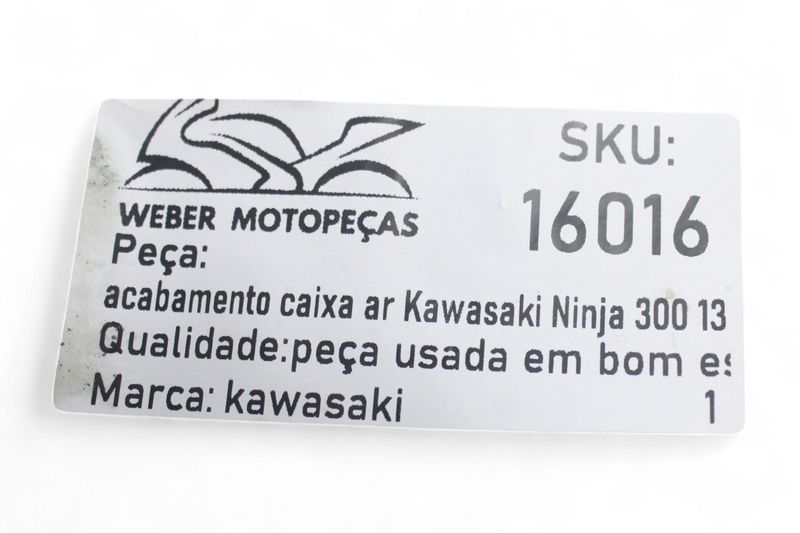 WEBER MOTOPEÇAS
SKU:
16016
Peça:
acabamento caixa ar Kawasaki Ninja 300 13
Qualidade:peça usada em bom es
Marca: kawasaki
1